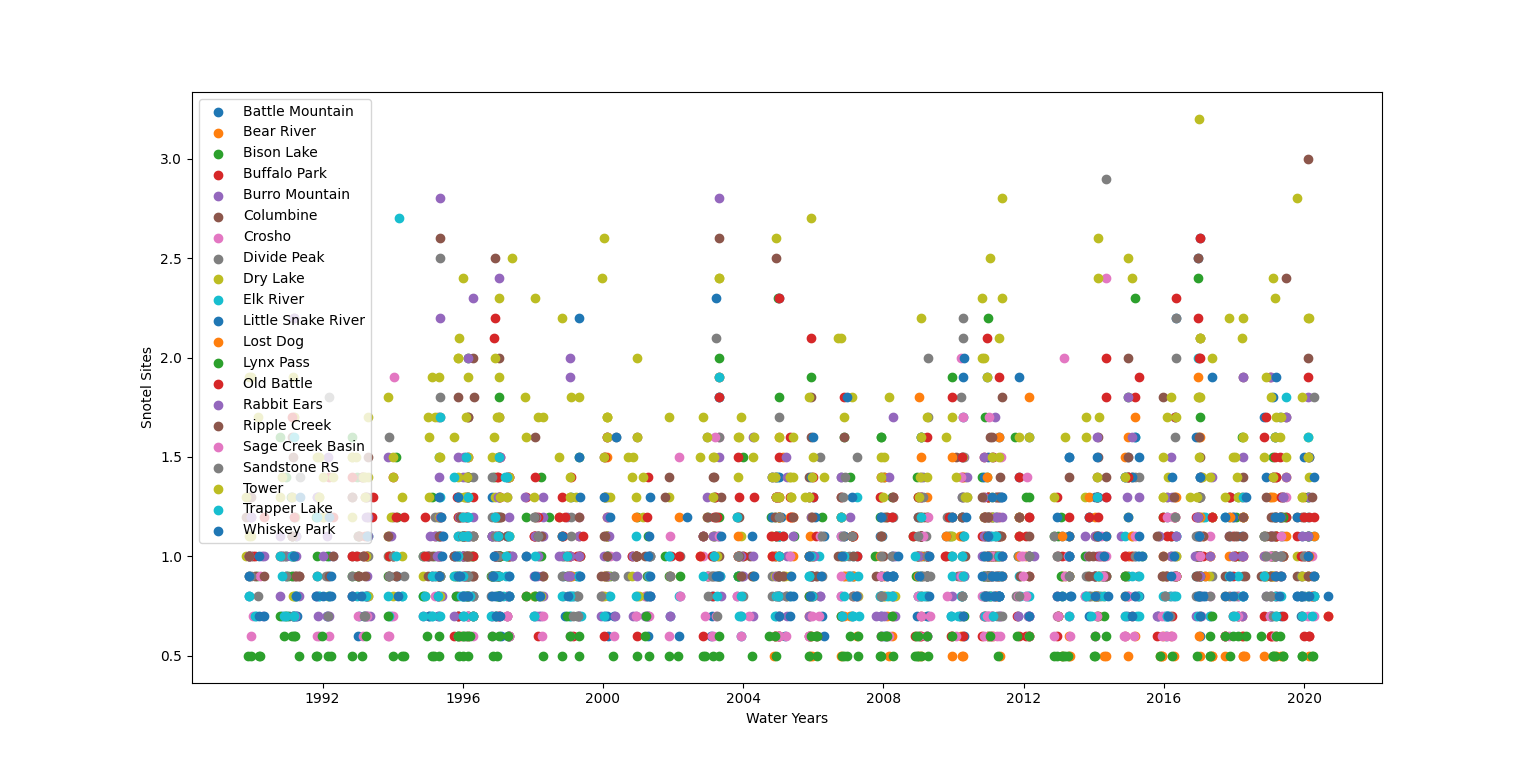 Battle Mountain
Bear River
Bison Lake
Buffalo Park
Burro Mountain
Columbine
Crosho
Divide Peak
Dry Lake
Elk River
Little Snake River
Lost Dog
Lynx Pass
Old Battle
Rabbit Ears
Ripple Creek
Sage Creek Basin
Sandstone RS
Tower
Trapper Lake
Whiskey Park
3.0
2.5
2.0
1.5
1.0
0.5
Snotel Sites
1992 1996 2000 2004 2008 2012 2016 2020
Water Years